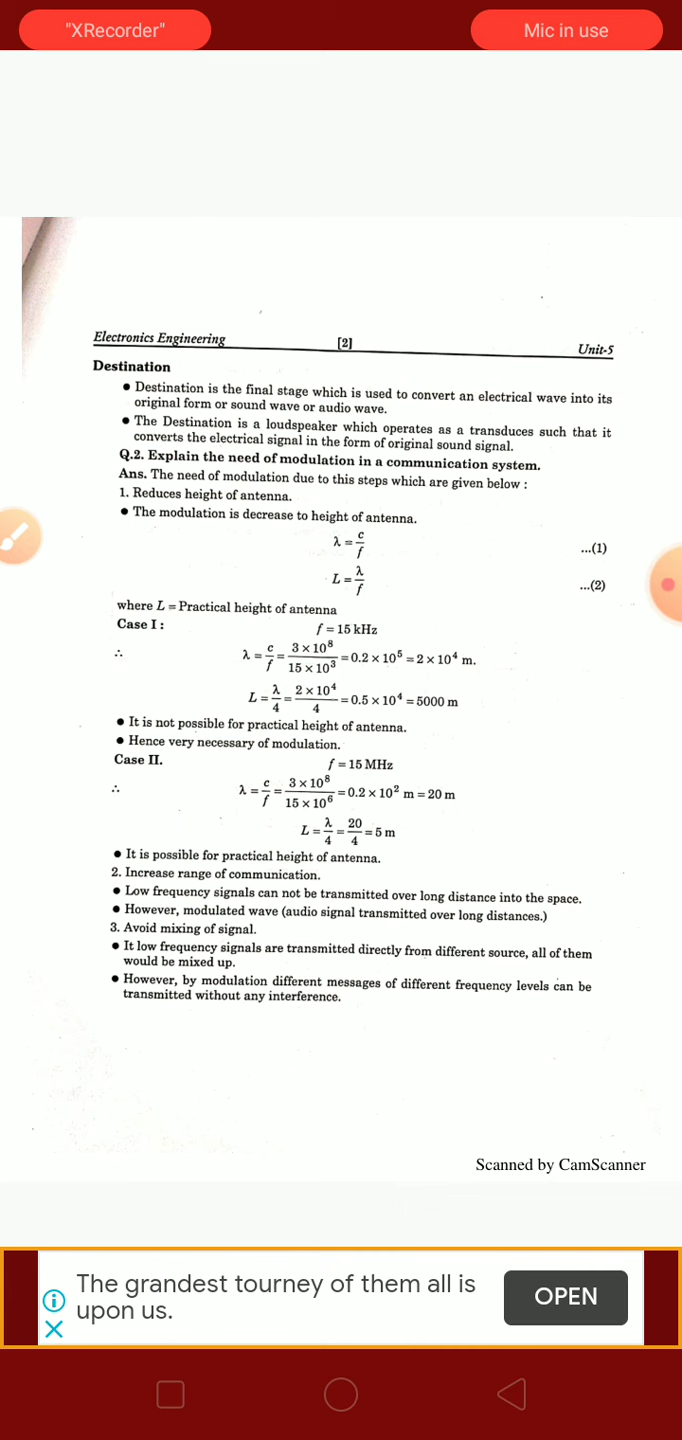 "XRecorder"
Mic in use
Electronics Engineering [2] Unit-5
Destination
● Destination is the final stage which is used to convert an electrical wave into its
original form or sound wave or audio wave.
● The Destination is a loudspeaker which operates as a transduces such that it
converts the electrical signal in the form of original sound signal.
Q.2. Explain the need of modulation in a communication system.
Ans. The need of modulation due to this steps which are given below :
1. Reduces height of antenna.
● The modulation is decrease to height of antenna.
λ = c/f ...(1)
L = λ/f ...(2)
where L = Practical height of antenna
Case I : f = 15 kHz
∴ λ = c/f = 3 × 10⁸/15 × 10³ = 0.2 × 10⁵ = 2 × 10⁴ m.
L = λ/4 = 2 × 10⁴/4 = 0.5 × 10⁴ = 5000 m
● It is not possible for practical height of antenna.
● Hence very necessary of modulation.
Case II. f = 15 MHz
∴ λ = c/f = 3 × 10⁸/15 × 10⁶ = 0.2 × 10² m = 20 m
L = λ/4 = 20/4 = 5 m
● It is possible for practical height of antenna.
2. Increase range of communication.
● Low frequency signals can not be transmitted over long distance into the space.
● However, modulated wave (audio signal transmitted over long distances.)
3. Avoid mixing of signal.
● It low frequency signals are transmitted directly from different source, all of them
would be mixed up.
● However, by modulation different messages of different frequency levels can be
transmitted without any interference.
Scanned by CamScanner
The grandest tourney of them all is
upon us.
OPEN